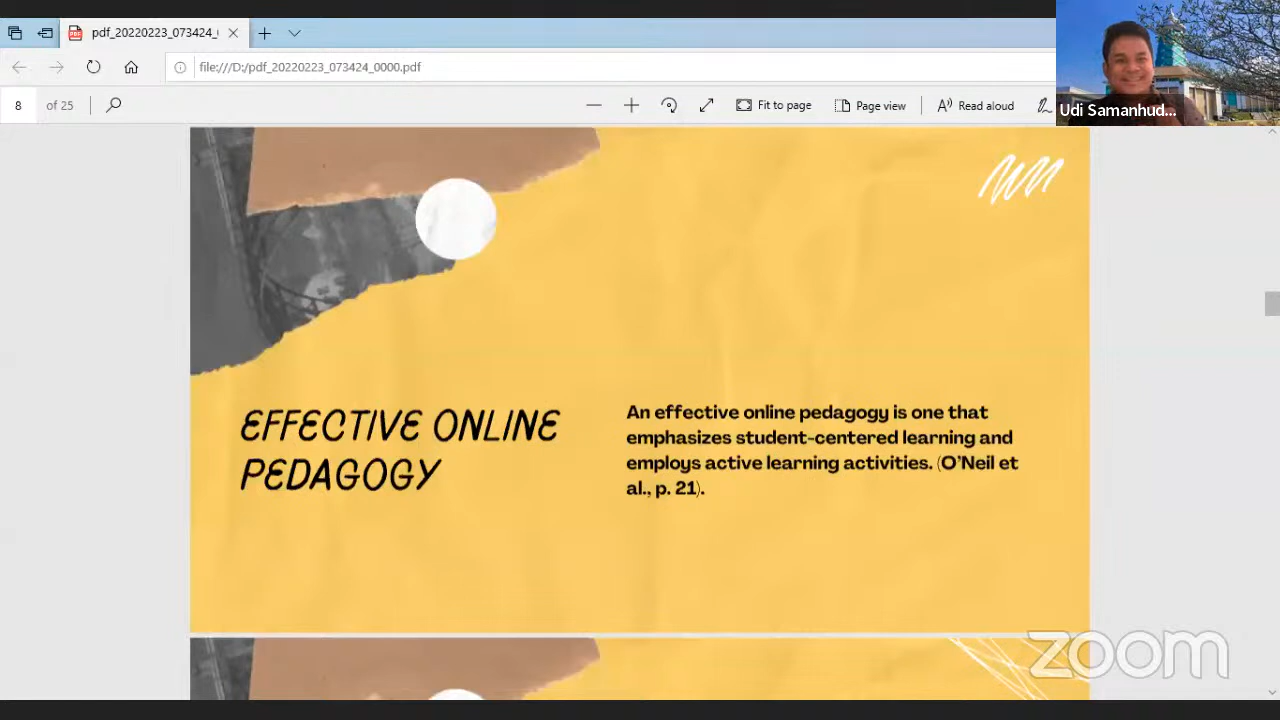 pdf_20220223_073424_
file:///D:/pdf_20220223_073424_0000.pdf
8 of 25
Fit to page
Page view
Read aloud
Udi Samanhud...
EFFECTIVE ONLINE
PEDAGOGY
An effective online pedagogy is one that
emphasizes student-centered learning and
employs active learning activities. (O'Neil et
al., p. 21).
zoom